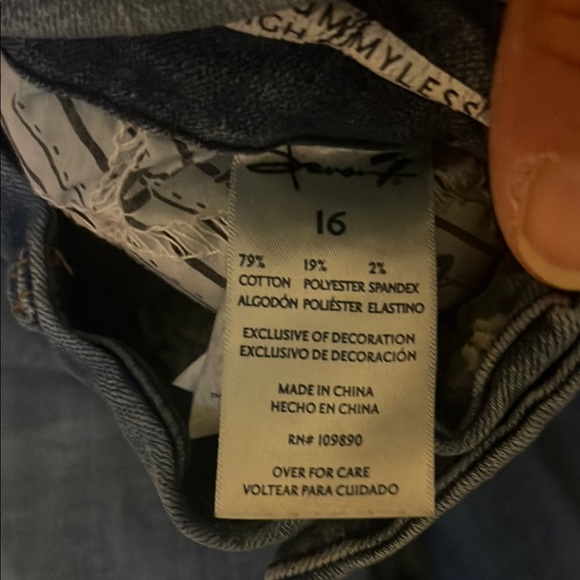 MYLESS
16
79% 19% 2%
COTTON POLYESTER SPANDEX
ALGODÓN POLIÉSTER ELASTINO
EXCLUSIVE OF DECORATION
EXCLUSIVO DE DECORACIÓN
MADE IN CHINA
HECHO EN CHINA
RN# 109890
OVER FOR CARE
VOLTEAR PARA CUIDADO